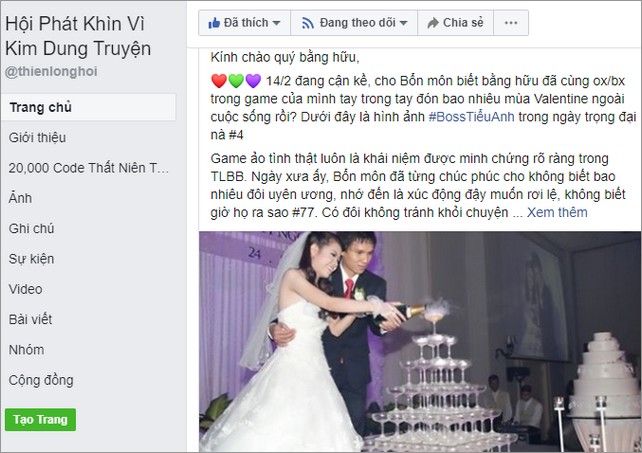 Hội Phát Khìn Vì
Kim Dung Truyện
@thienlonghoi
Trang chủ
Giới thiệu
20,000 Code Thất Niên T...
Ảnh
Ghi chú
Sự kiện
Video
Bài viết
Nhóm
Cộng đồng
Tạo Trang
Đã thích
Đang theo dõi
Chia sẻ
Kính chào quý bằng hữu,
14/2 đang cận kề, cho Bổn môn biết bằng hữu đã cùng ox/bx
trong game của mình tay trong tay đón bao nhiêu mùa Valentine ngoài
cuộc sống rồi? Dưới đây là hình ảnh #BossTiểuAnh trong ngày trọng đại
nà #4
Game ảo tình thật luôn là khái niệm được minh chứng rõ ràng trong
TLBB. Ngày xưa ấy, Bổn môn đã từng chúc phúc cho không biết bao
nhiêu đôi uyên ương, nhớ đến là xúc động đậy muốn rơi lệ, không biết
giờ họ ra sao #77. Có đôi không tránh khỏi chuyện ... Xem thêm
24